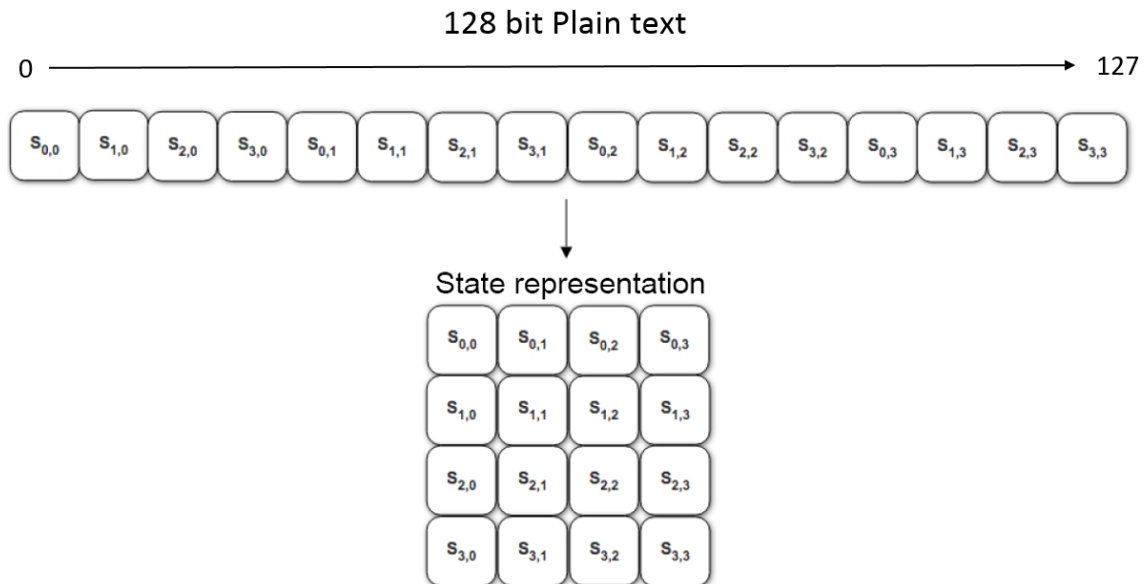 128 bit Plain text
0 127
S0,0 S1,0 S2,0 S3,0 S0,1 S1,1 S2,1 S3,1 S0,2 S1,2 S2,2 S3,2 S0,3 S1,3 S2,3 S3,3
State representation
S0,0 S0,1 S0,2 S0,3
S1,0 S1,1 S1,2 S1,3
S2,0 S2,1 S2,2 S2,3
S3,0 S3,1 S3,2 S3,3